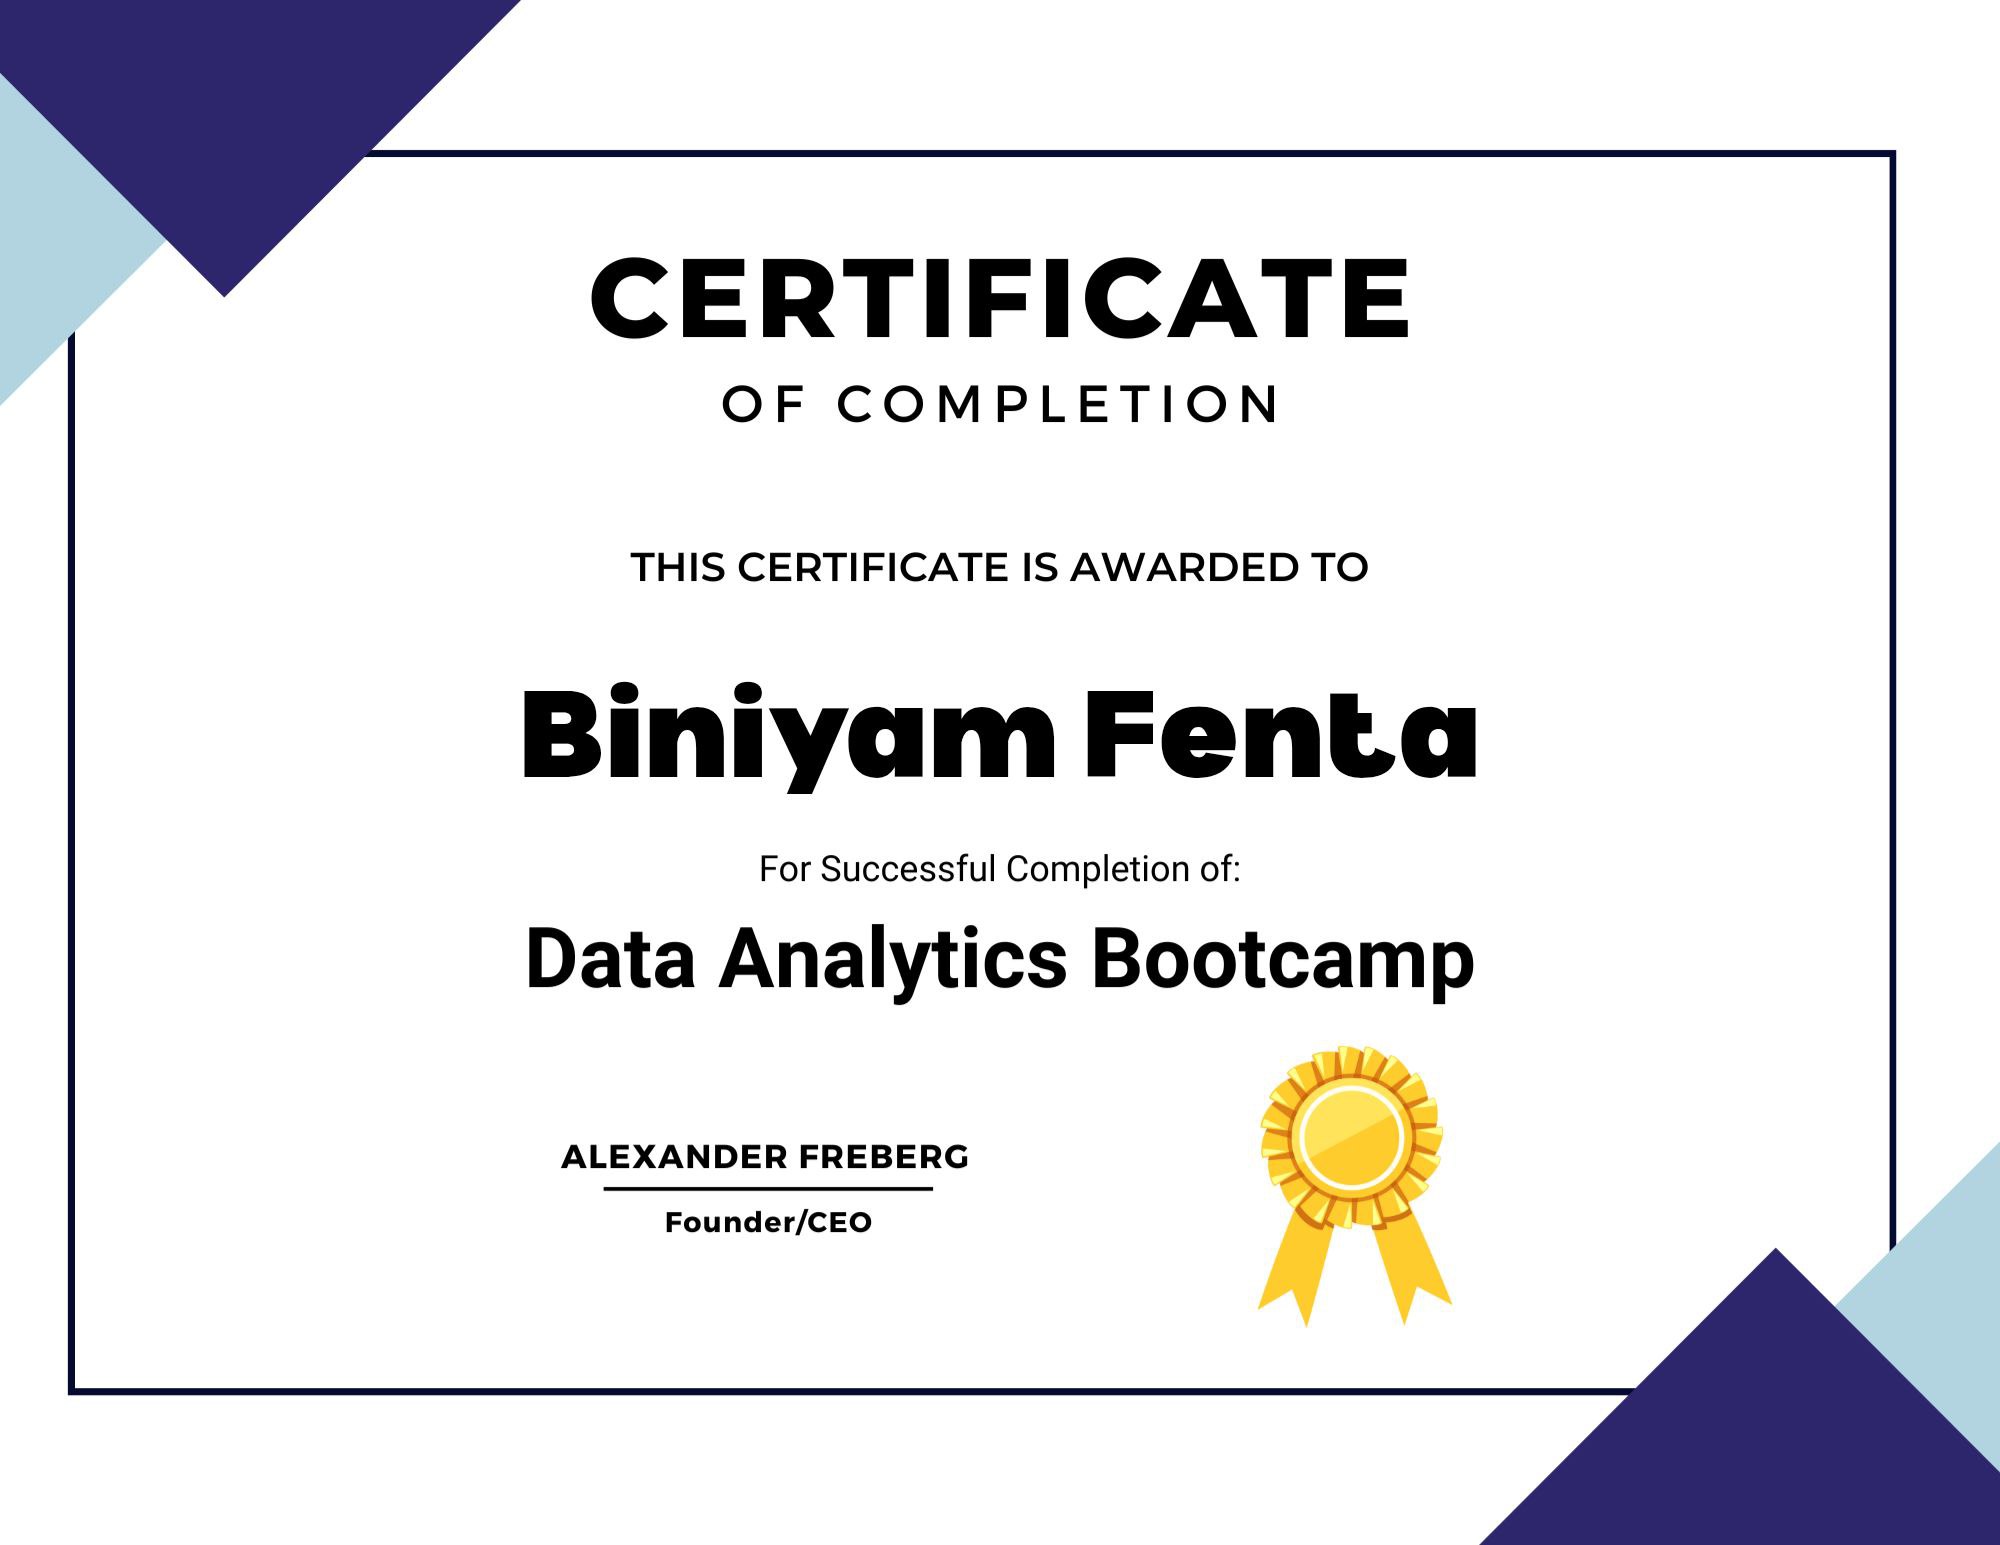 CERTIFICATE
OF COMPLETION
THIS CERTIFICATE IS AWARDED TO
Biniyam Fenta
For Successful Completion of:
Data Analytics Bootcamp
ALEXANDER FREBERG
Founder/CEO